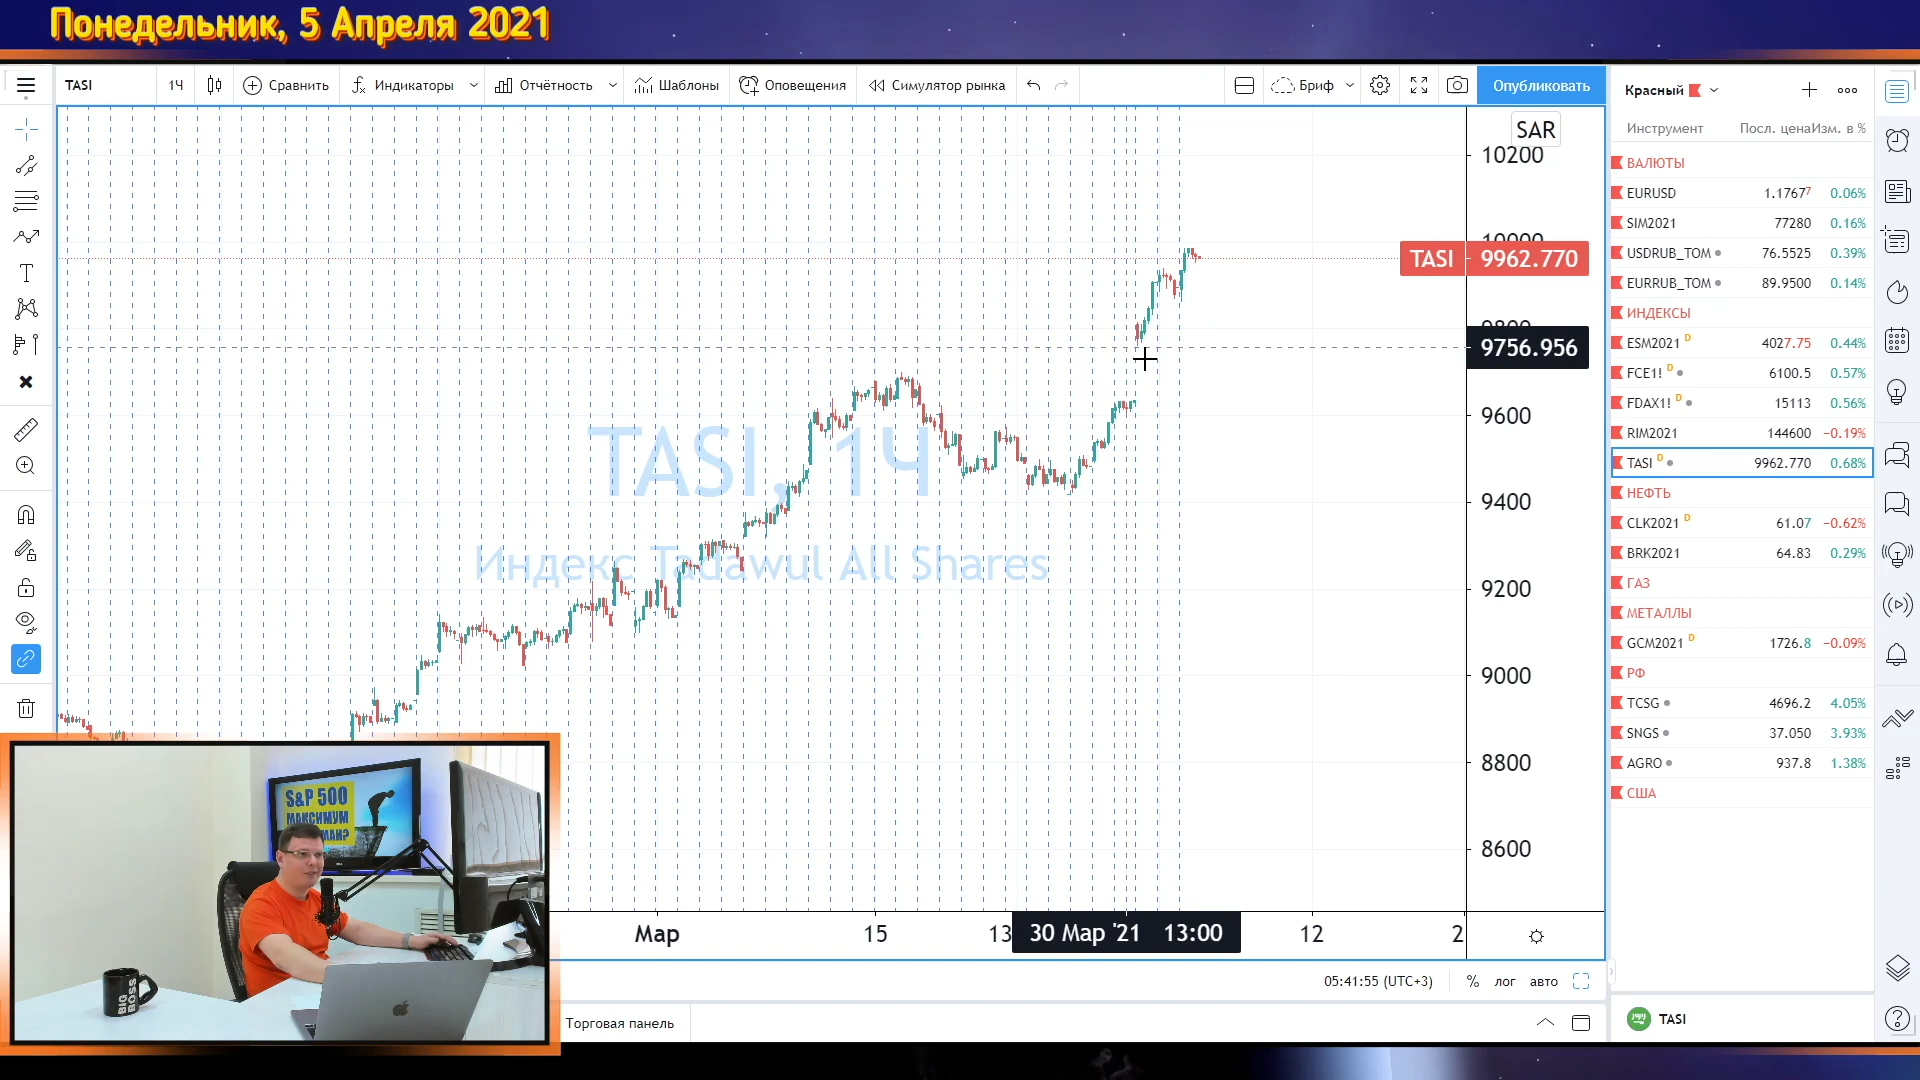 Понедельник, 5 Апреля 2021
TASI
1Ч
Сравнить
Индикаторы
Отчётность
Шаблоны
Оповещения
Симулятор рынка
Бриф
Опубликовать
Красный
Инструмент Посл. цена Изм. в %
ВАЛЮТЫ
EURUSD 1.17677 0.06%
SIM2021 77280 0.16%
USDRUB_TOM 76.5525 0.39%
EURRUB_TOM 89.9500 0.14%
ИНДЕКСЫ
ESM2021 D 4027.75 0.44%
FCE1! D 6100.5 0.57%
FDAX1! D 15113 0.56%
RIM2021 144600 −0.19%
TASI D 9962.770 0.68%
НЕФТЬ
CLK2021 D 61.07 −0.62%
BRK2021 64.83 0.29%
ГАЗ
МЕТАЛЛЫ
GCM2021 D 1726.8 −0.09%
РФ
TCSG 4696.2 4.05%
SNGS 37.050 3.93%
AGRO 937.8 1.38%
США
TASI
SAR
10200
10000
TASI 9962.770
9800
9756.956
9600
9400
9200
9000
8800
8600
TASI, 1Ч
Индекс Tadawul All Shares
Мар 15 13 30 Мар '21 13:00 12 2
05:41:55 (UTC+3) % лог авто
Торговая панель
S&P 500
МАКСИМУМ
BIG
BOSS